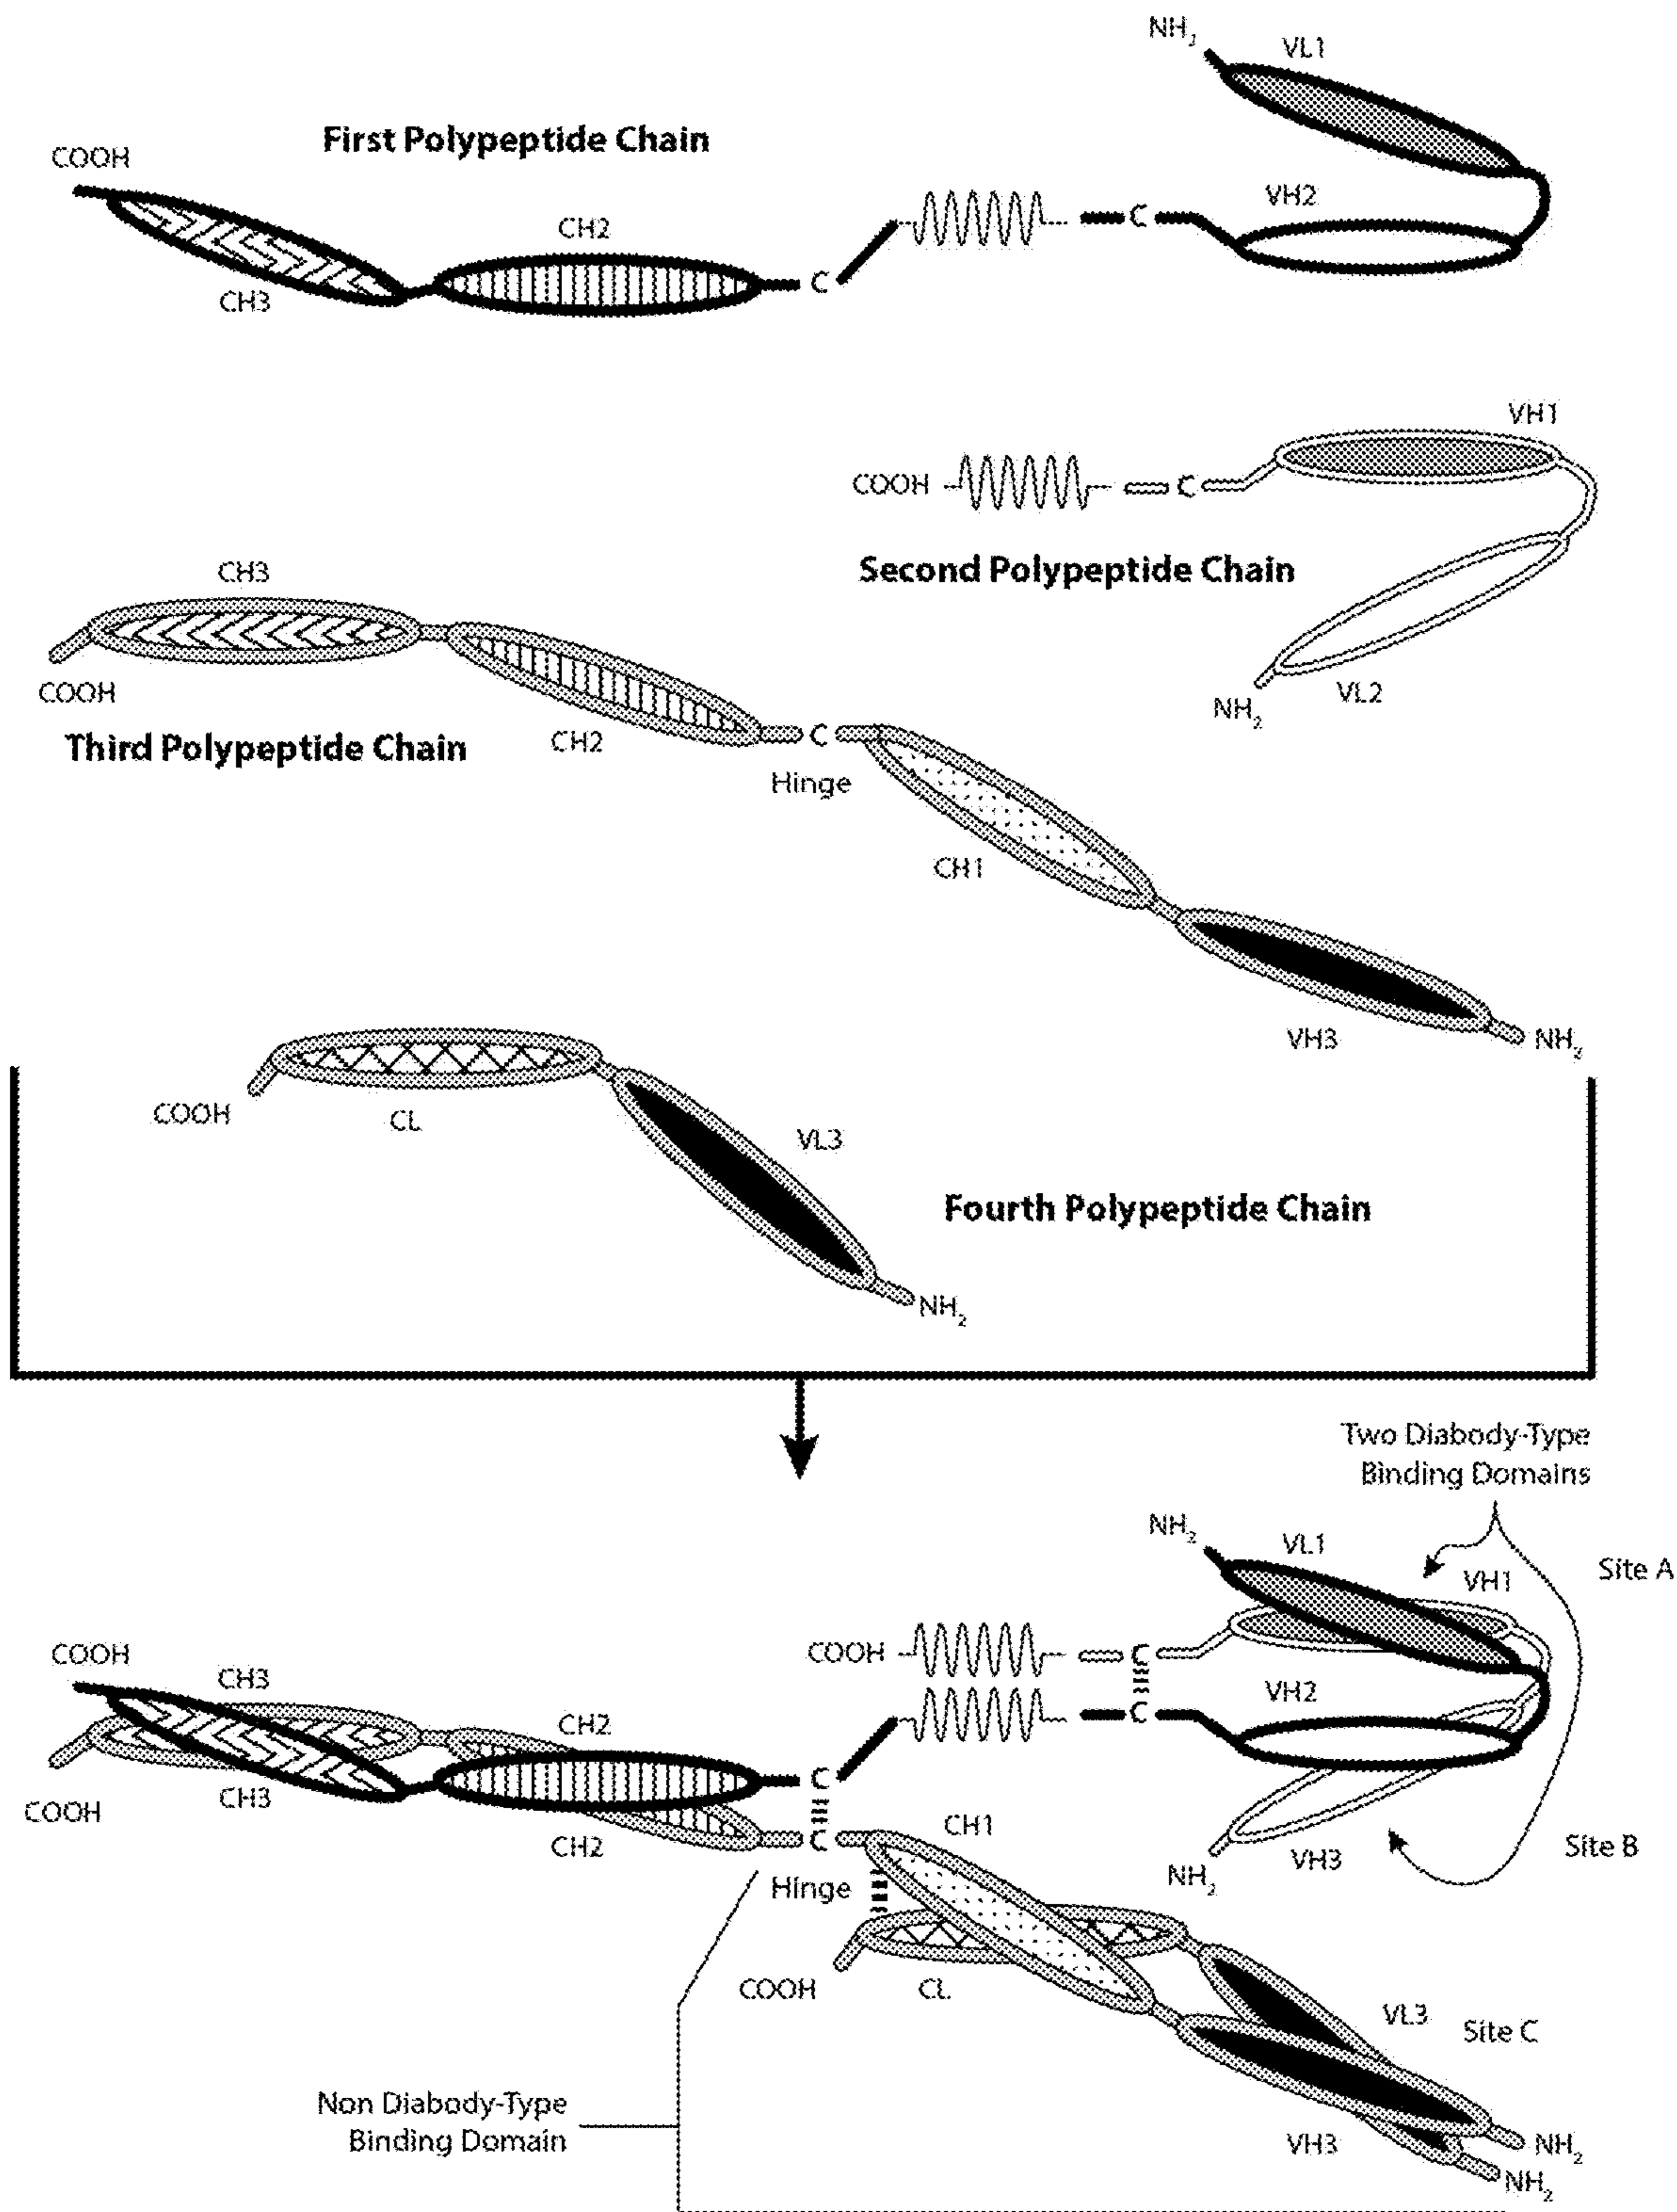 NH2
VL1
First Polypeptide Chain
COOH
VH2
CH2
C
C
CH3
VH1
COOH
C
Second Polypeptide Chain
CH3
COOH
VL2
NH2
Third Polypeptide Chain
CH2
C
Hinge
CH1
VH3
NH2
COOH
CL
VL3
Fourth Polypeptide Chain
NH2
Two Diabody-Type
Binding Domains
NH2
VL1
Site A
VH1
COOH
COOH
C
CH3
VH2
C
CH2
C
CH3
COOH
CH1
C
CH2
Site B
VH3
NH2
Hinge
COOH
CL
VL3
Site C
Non Diabody-Type
Binding Domain
VH3
NH2
NH2